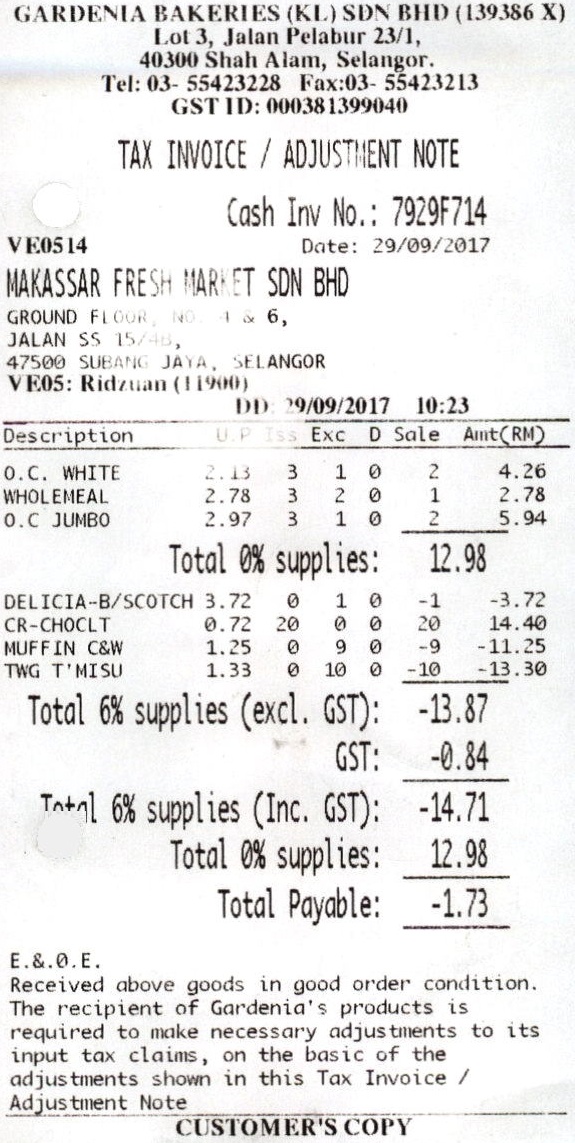 GARDENIA BAKERIES (KL) SDN BHD (139386 X)
Lot 3, Jalan Pelabur 23/1,
40300 Shah Alam, Selangor.
Tel: 03- 55423228 Fax:03- 55423213
GST ID: 000381399040
TAX INVOICE / ADJUSTMENT NOTE
Cash Inv No.: 7929F714
VE0514 Date: 29/09/2017
MAKASSAR FRESH MARKET SDN BHD
GROUND FLOOR, NO. 4 & 6,
JALAN SS 15/4B,
47500 SUBANG JAYA, SELANGOR
VE05: Ridzuan (11900)
DD: 29/09/2017 10:23
Description U.P Iss Exc D Sale Amt(RM)
O.C. WHITE 2.13 3 1 0 2 4.26
WHOLEMEAL 2.78 3 2 0 1 2.78
O.C JUMBO 2.97 3 1 0 2 5.94
Total 0% supplies: 12.98
DELICIA-B/SCOTCH 3.72 0 1 0 -1 -3.72
CR-CHOCLT 0.72 20 0 0 20 14.40
MUFFIN C&W 1.25 0 9 0 -9 -11.25
TWG T'MISU 1.33 0 10 0 -10 -13.30
Total 6% supplies (excl. GST): -13.87
GST: -0.84
Total 6% supplies (Inc. GST): -14.71
Total 0% supplies: 12.98
Total Payable: -1.73
E.&.O.E.
Received above goods in good order condition.
The recipient of Gardenia's products is
required to make necessary adjustments to its
input tax claims, on the basic of the
adjustments shown in this Tax Invoice /
Adjustment Note
CUSTOMER'S COPY